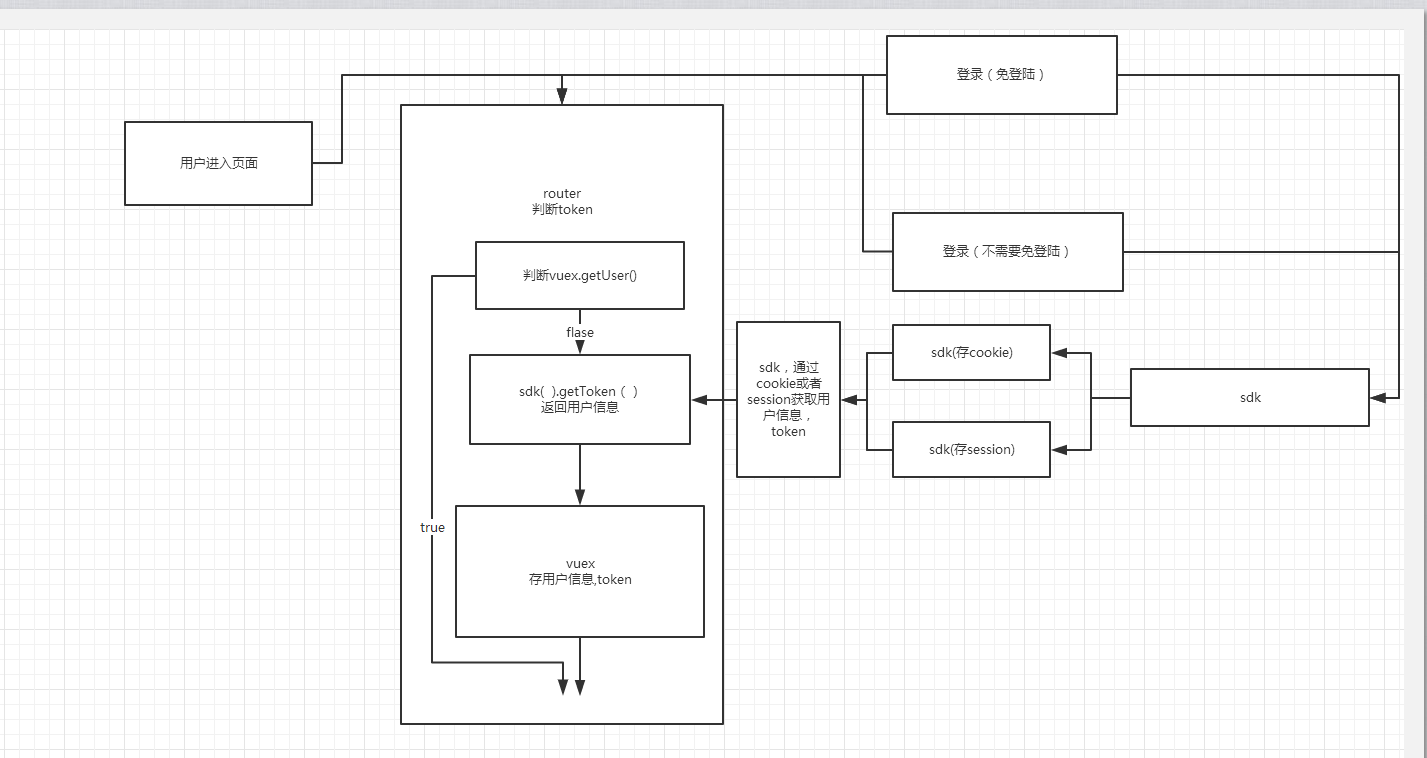 登录（免登陆）
用户进入页面
router
判断token
登录（不需要免登陆）
判断vuex.getUser()
flase
sdk，通过
cookie或者
session获取用
户信息，
token
sdk(存cookie)
sdk(  ).getToken（  ）
返回用户信息
sdk
sdk(存session)
true
vuex
存用户信息,token